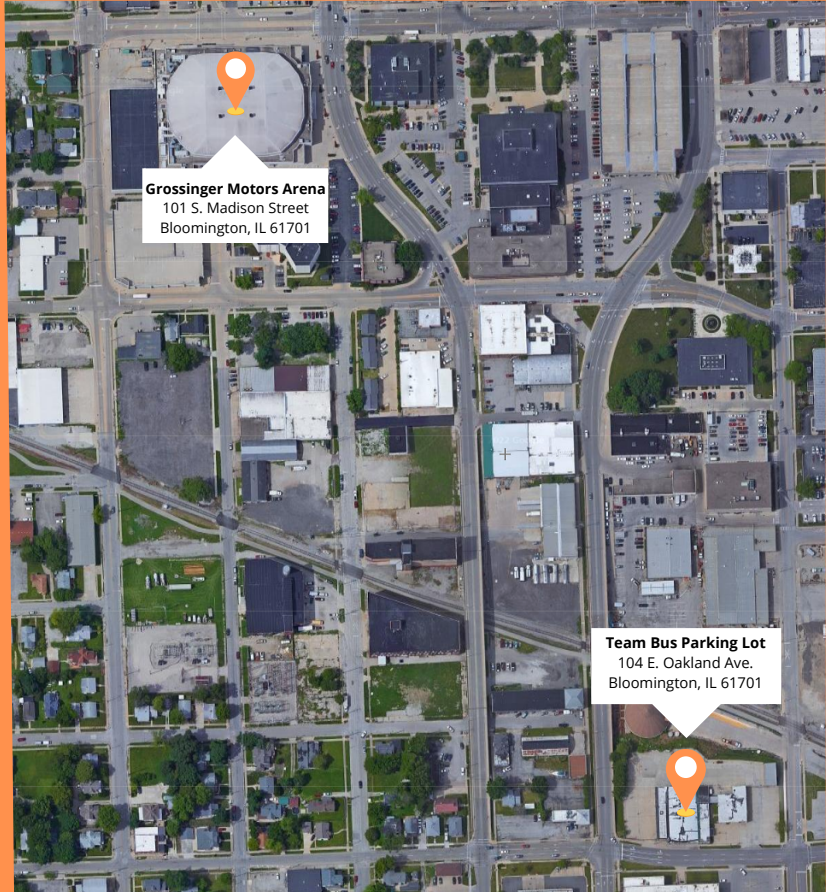 Grossinger Motors Arena
101 S. Madison Street
Bloomington, IL 61701
Team Bus Parking Lot
104 E. Oakland Ave.
Bloomington, IL 61701